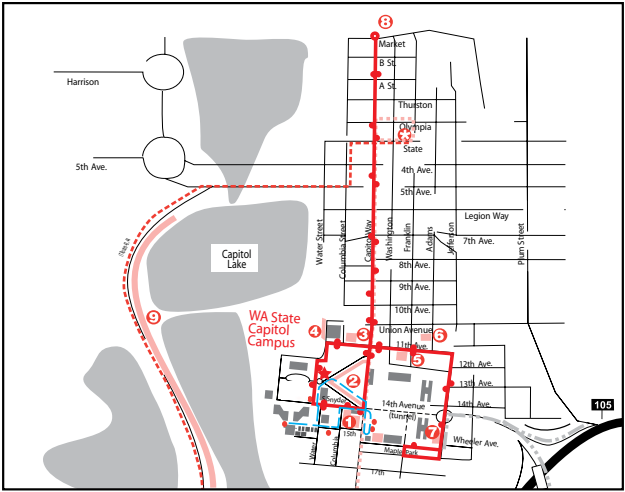 8
Market
B St.
A St.
Harrison
Thurston
Olympia
State
5th Ave.
4th Ave.
5th Ave.
Legion Way
Water Street
Columbia Street
Capitol Way
Washington
Franklin
Adams
Jefferson
Plum Street
7th Ave.
8th Ave.
Capitol
Lake
9th Ave.
10th Ave.
9
WA State
Capitol
Campus
4
3
Union Avenue
6
11th Ave.
5
12th Ave.
2
13th Ave.
Snyder
14th Avenue
(tunnel)
14th Ave.
105
1
15th
7
Wheeler Ave.
Water
Columbia
Maple Park
17th